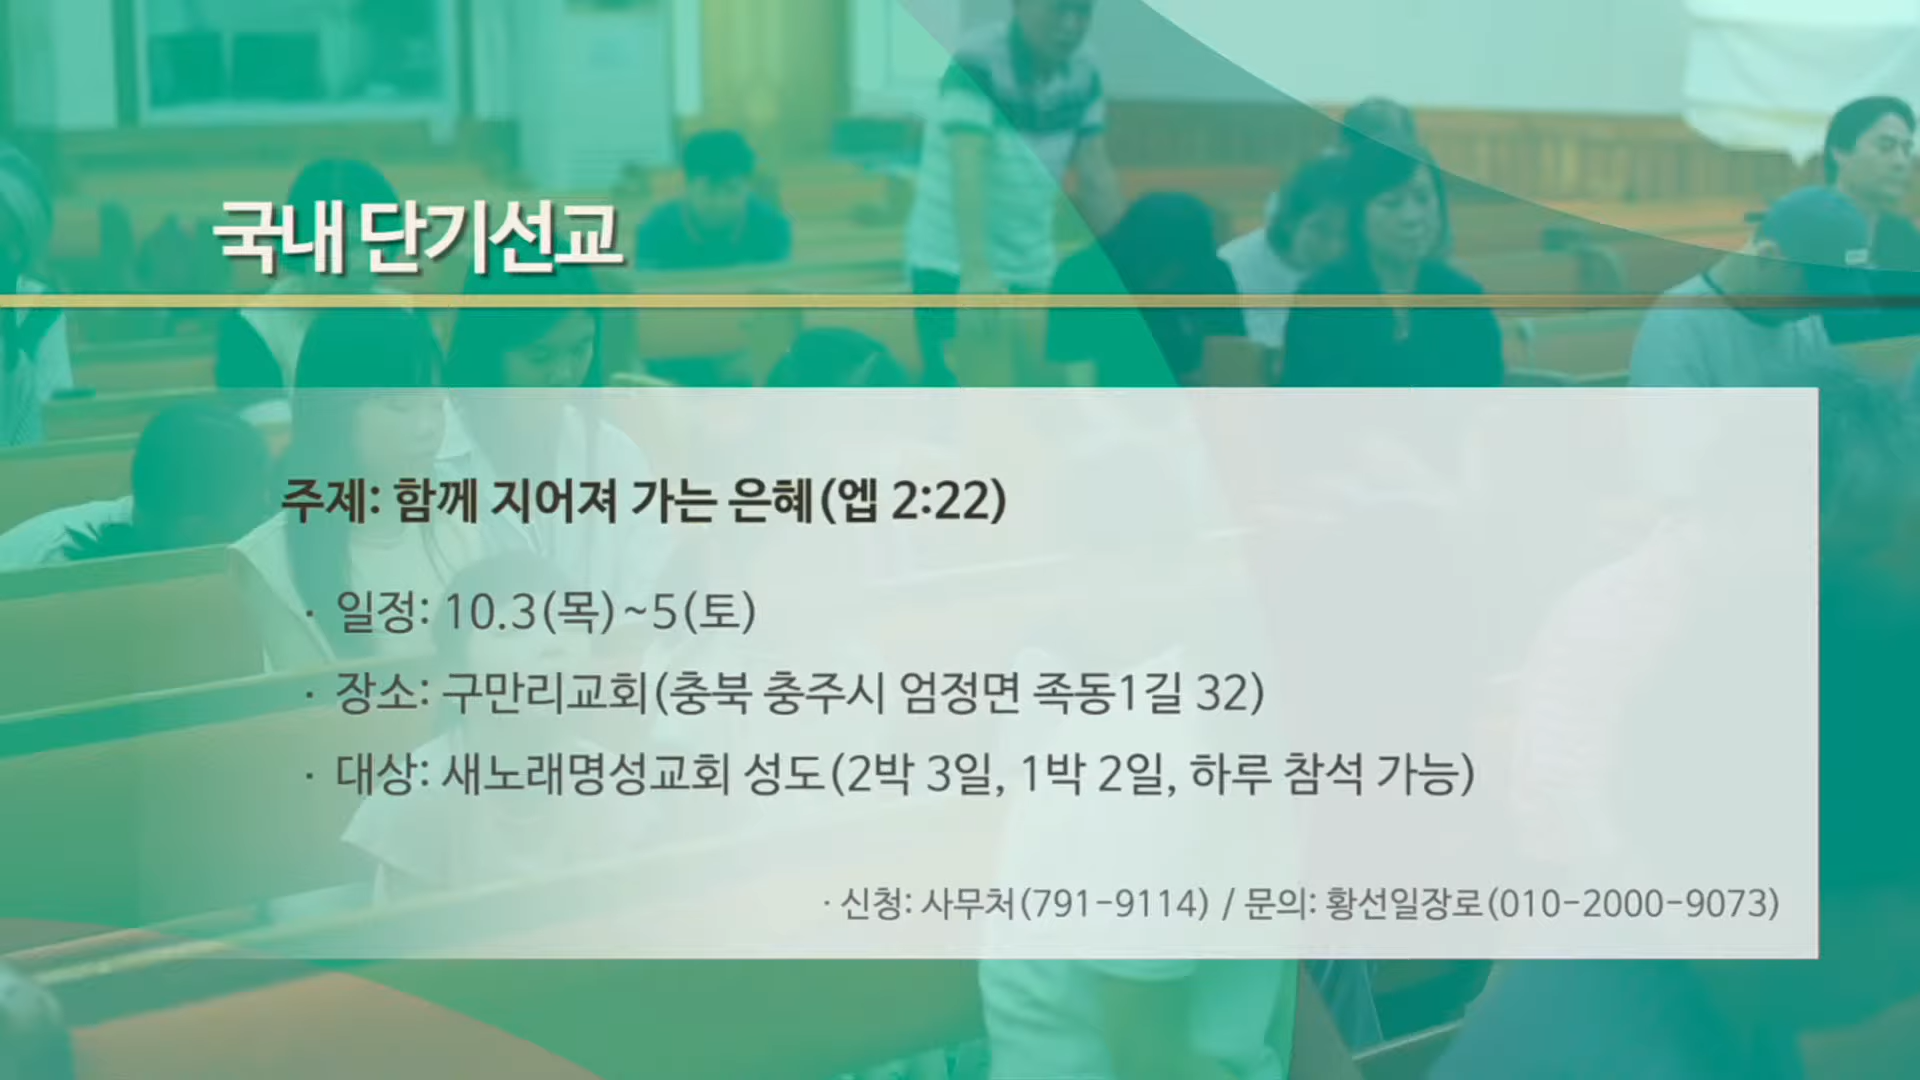 국내 단기선교
주제: 함께 지어져 가는 은혜(엡 2:22)
· 일정: 10.3(목)~5(토)
· 장소: 구만리교회(충북 충주시 엄정면 족동1길 32)
· 대상: 새노래명성교회 성도(2박 3일, 1박 2일, 하루 참석 가능)
· 신청: 사무처(791-9114) / 문의: 황선일장로(010-2000-9073)